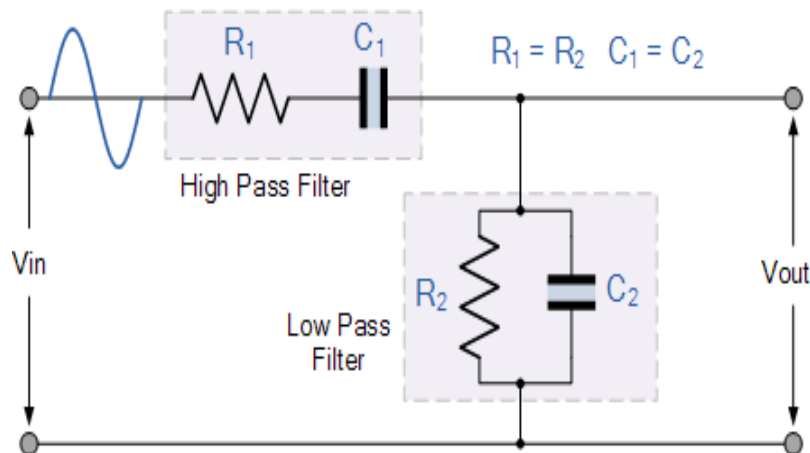 R₁ C₁ R₁ = R₂ C₁ = C₂
High Pass Filter
Vin
R₂ C₂
Vout
Low Pass
Filter